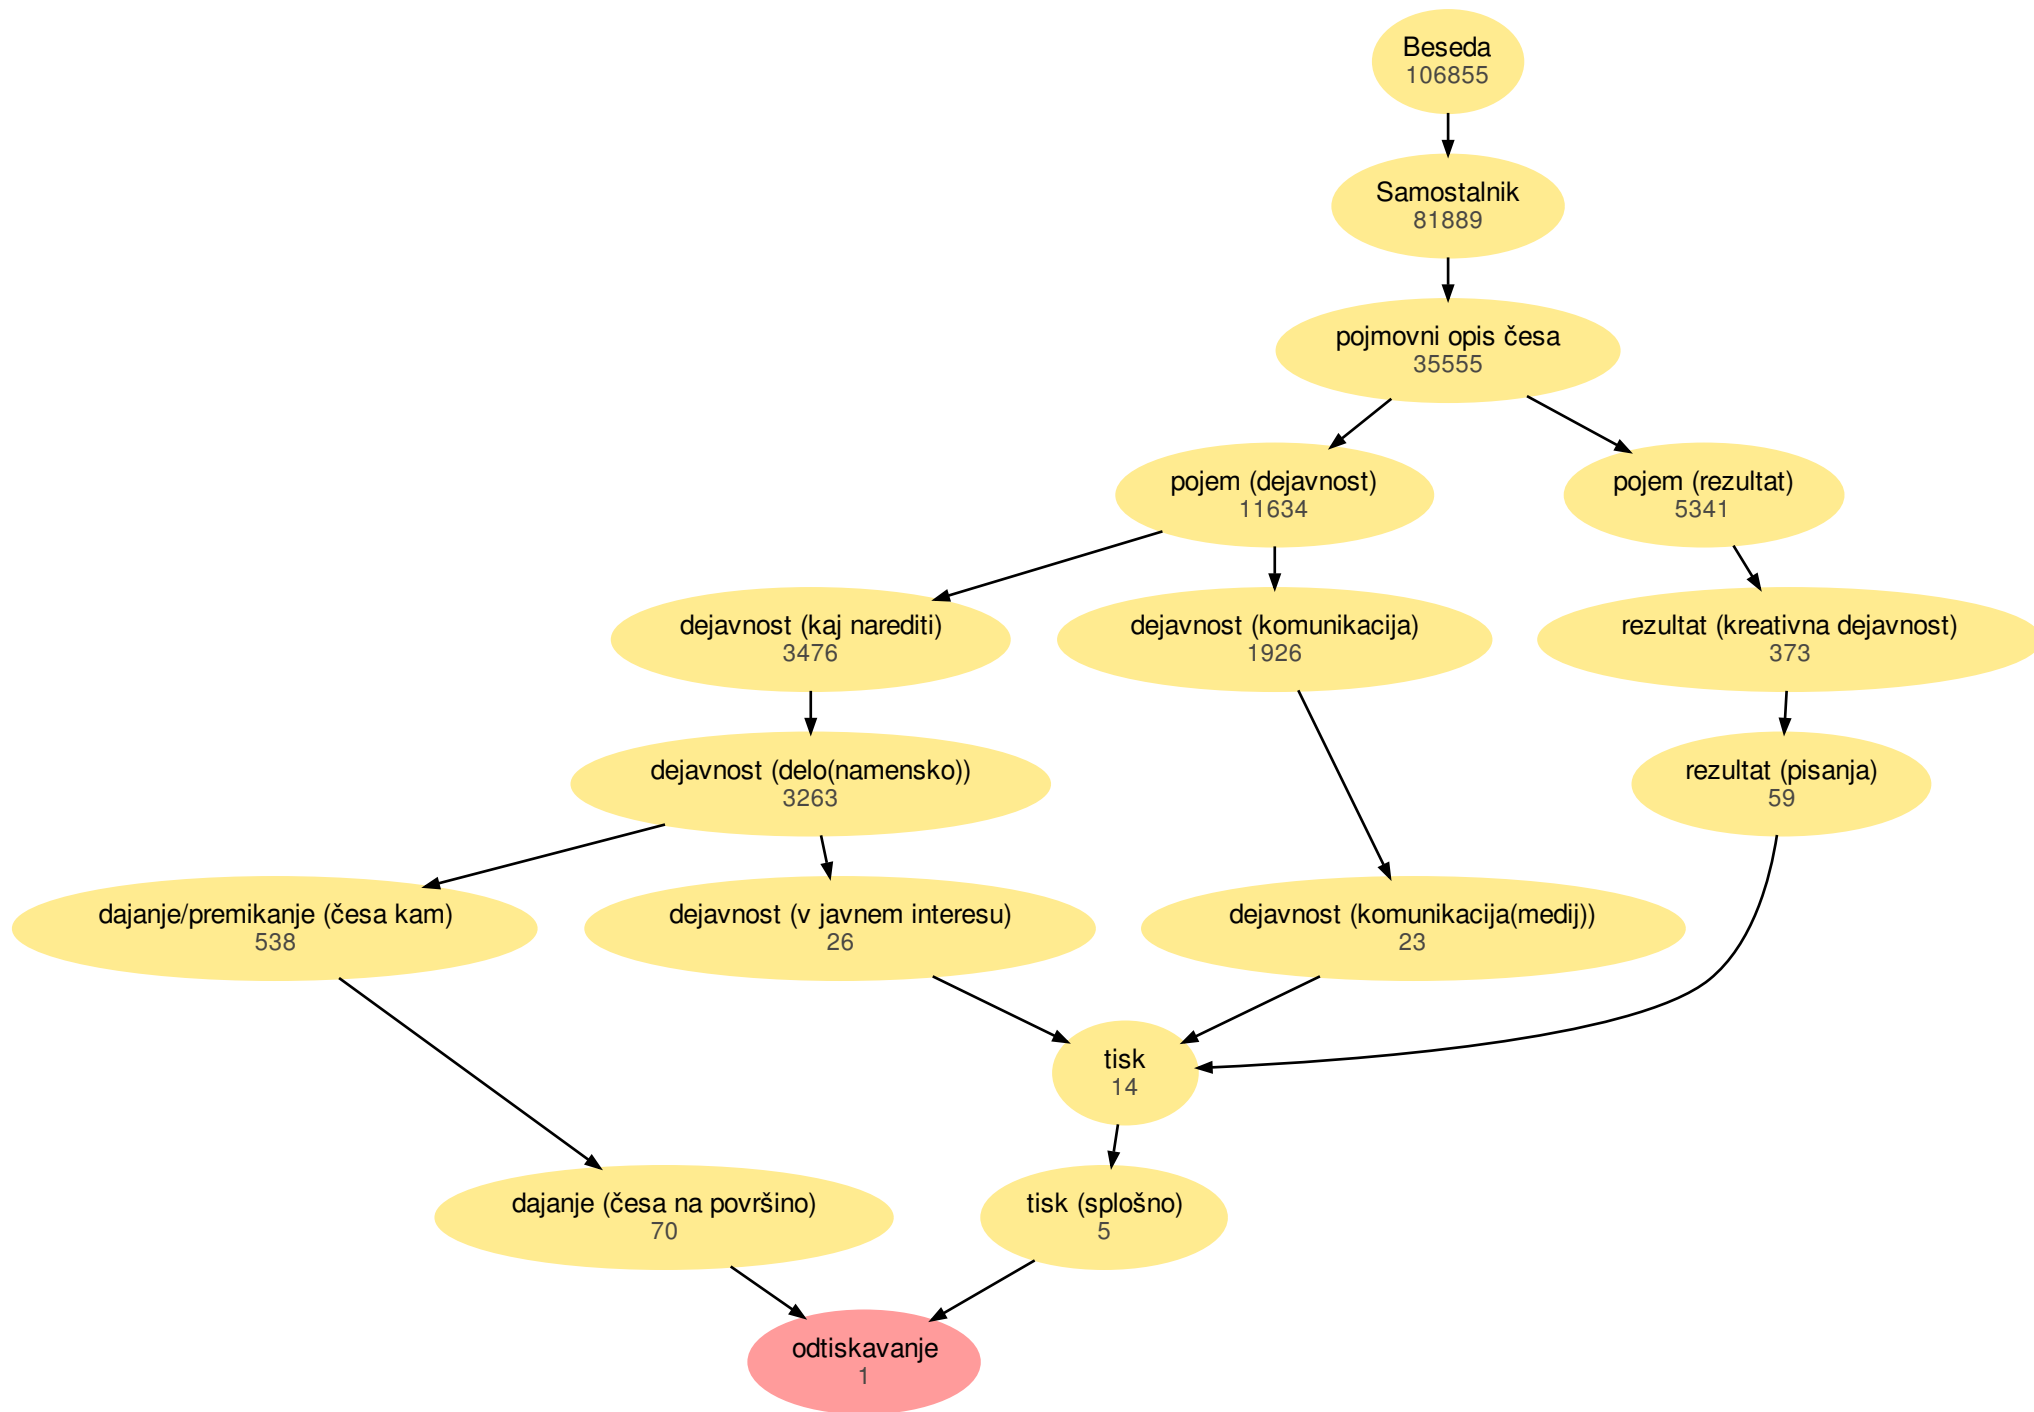 Beseda
106855
Samostalnik
81889
pojmovni opis česa
35555
pojem (dejavnost)
11634
pojem (rezultat)
5341
dejavnost (kaj narediti)
3476
dejavnost (komunikacija)
1926
rezultat (kreativna dejavnost)
373
dejavnost (delo(namensko))
3263
rezultat (pisanja)
59
dajanje/premikanje (česa kam)
538
dejavnost (v javnem interesu)
26
dejavnost (komunikacija(medij))
23
tisk
14
dajanje (česa na površino)
70
tisk (splošno)
5
odtiskavanje
1